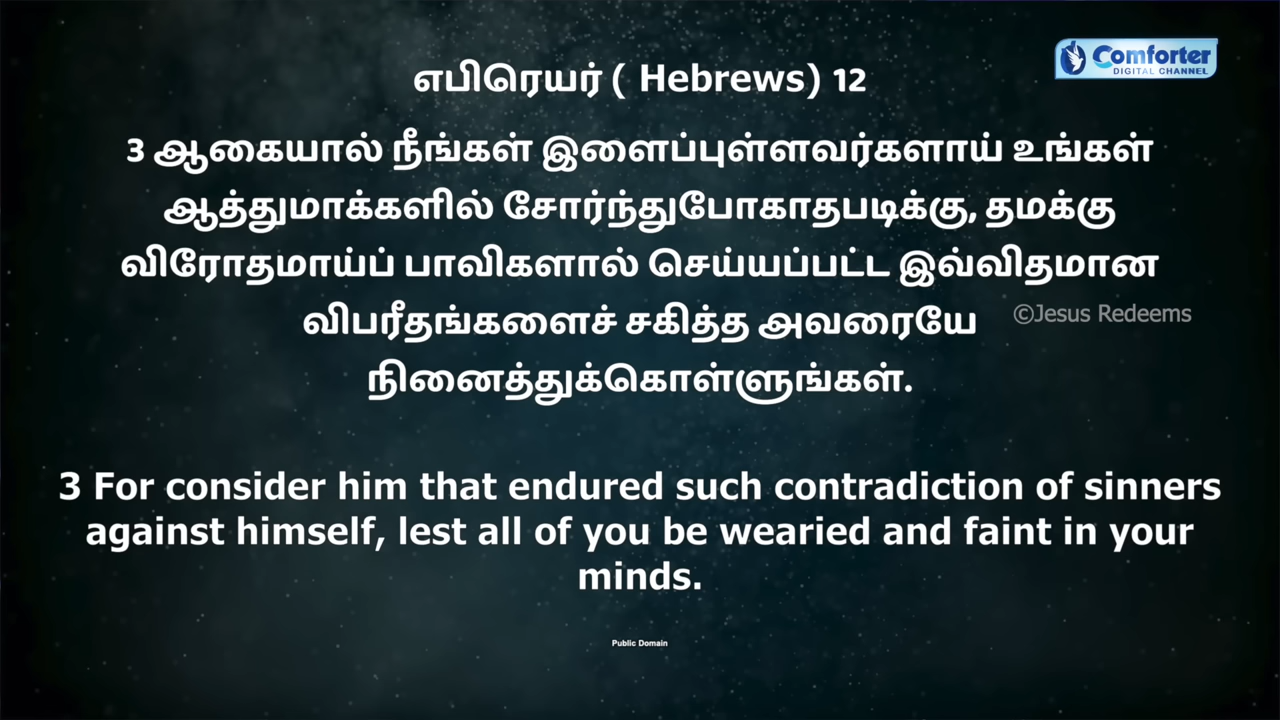 Comforter
DIGITAL CHANNEL
எபிரெயர் ( Hebrews) 12
3 ஆகையால் நீங்கள் இளைப்புள்ளவர்களாய் உங்கள்
ஆத்துமாக்களில் சோர்ந்துபோகாதபடிக்கு, தமக்கு
விரோதமாய்ப் பாவிகளால் செய்யப்பட்ட இவ்விதமான
விபரீதங்களைச் சகித்த அவரையே
©Jesus Redeems
நினைத்துக்கொள்ளுங்கள்.
3 For consider him that endured such contradiction of sinners
against himself, lest all of you be wearied and faint in your
minds.
Public Domain